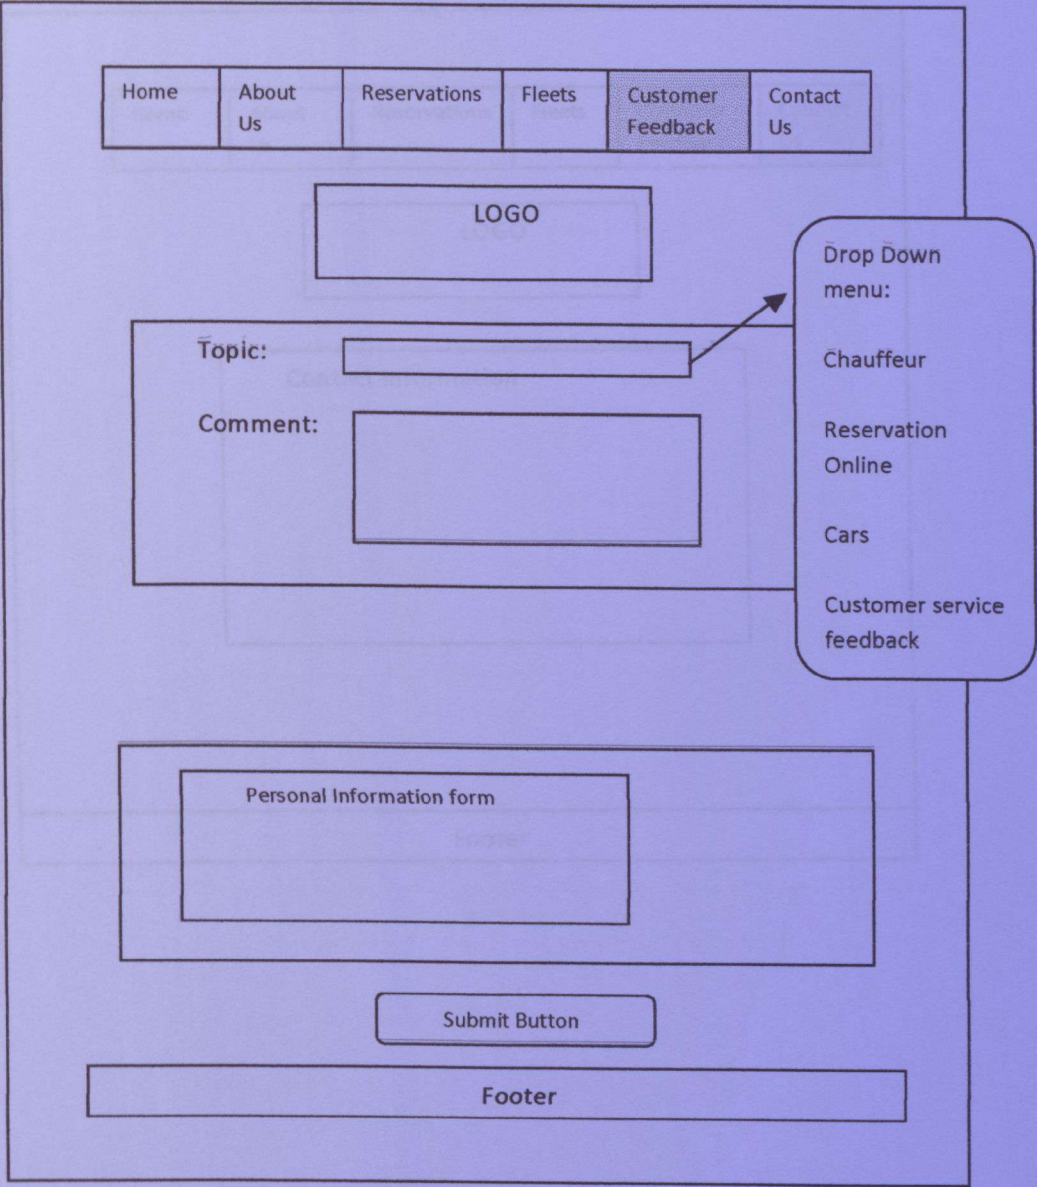 Home
About
Us
Reservations
Fleets
Customer
Feedback
Contact
Us
LOGO
Drop Down
menu:
Chauffeur
Reservation
Online
Cars
Customer service
feedback
Topic:
Comment:
Personal Information form
Submit Button
Footer